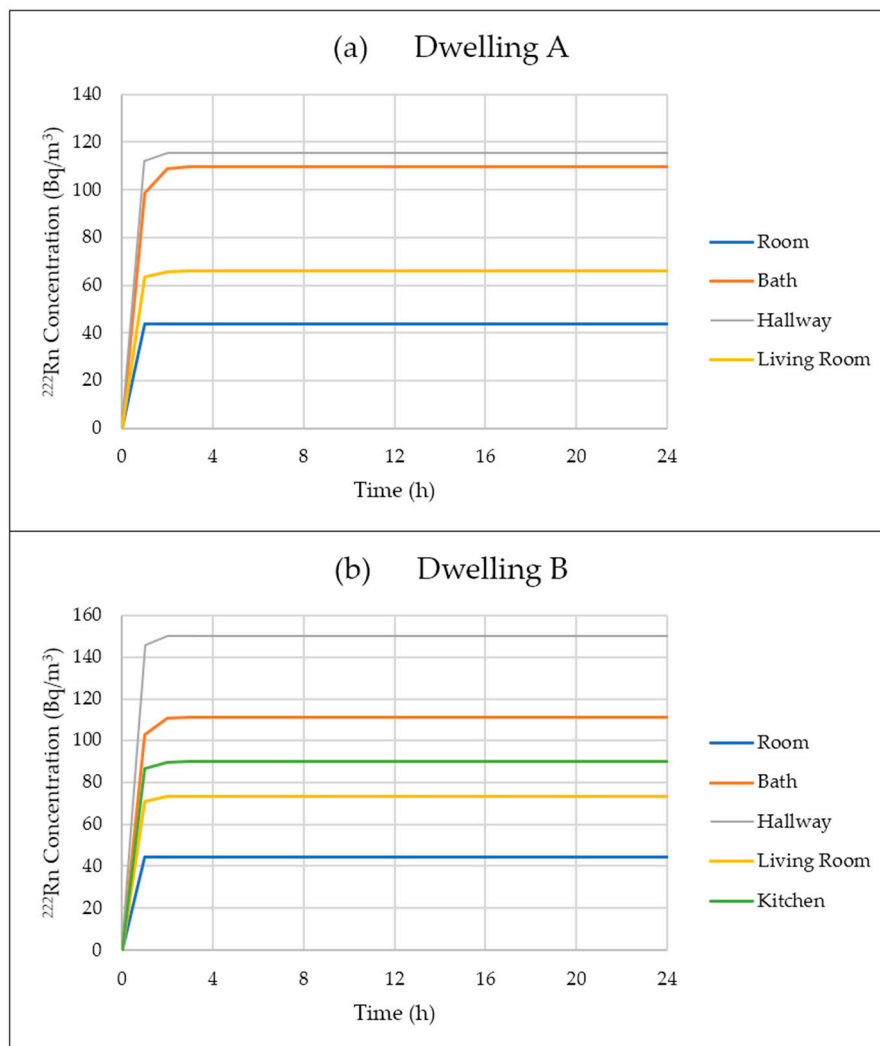 (a) Dwelling A
140
120
100
80
60
40
20
0
²²²Rn Concentration (Bq/m³)
0 4 8 12 16 20 24
Time (h)
Room
Bath
Hallway
Living Room
(b) Dwelling B
160
140
120
100
80
60
40
20
0
²²²Rn Concentration (Bq/m³)
0 4 8 12 16 20 24
Time (h)
Room
Bath
Hallway
Living Room
Kitchen